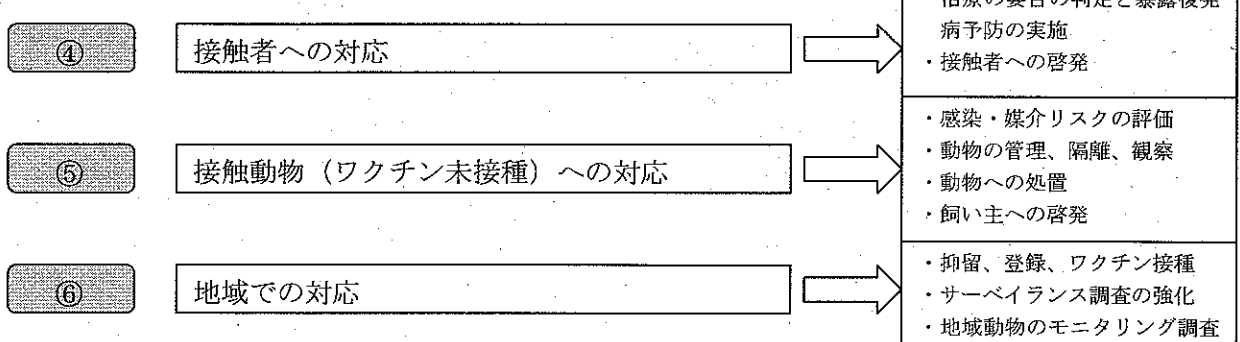 治療の要否の判定と暴露後発
④ 接触者への対応
病予防の実施
・接触者への啓発
⑤ 接触動物（ワクチン未接種）への対応
・感染・媒介リスクの評価
・動物の管理、隔離、観察
・動物への処置
・飼い主への啓発
⑥ 地域での対応
・抑留、登録、ワクチン接種
・サーベイランス調査の強化
・地域動物のモニタリング調査